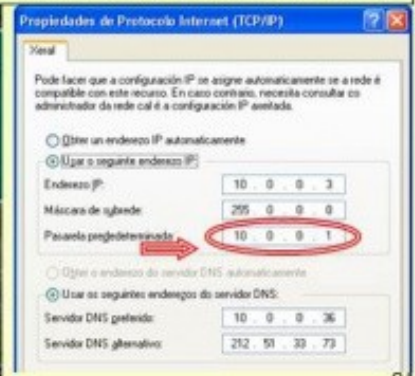 Propiedades de Protocolo Internet (TCP/IP)
Xeral
Pode facer que a configuración IP se asigne automaticamente se a rede é
compatible con este recurso. En caso contrario, necesita consultar co
administrador da rede cal é a configuración IP axeitada.
Obter un enderezo IP automaticamente
Usar o seguinte enderezo IP:
Enderezo IP: 10 . 0 . 0 . 3
Máscara de subrede: 255 . 0 . 0 . 0
Pasarela predeterminada: 10 . 0 . 0 . 1
Obter o enderezo do servidor DNS automaticamente
Usar os seguintes enderezos do servidor DNS:
Servidor DNS preferido: 10 . 0 . 0 . 36
Servidor DNS alternativo: 212 . 51 . 33 . 73